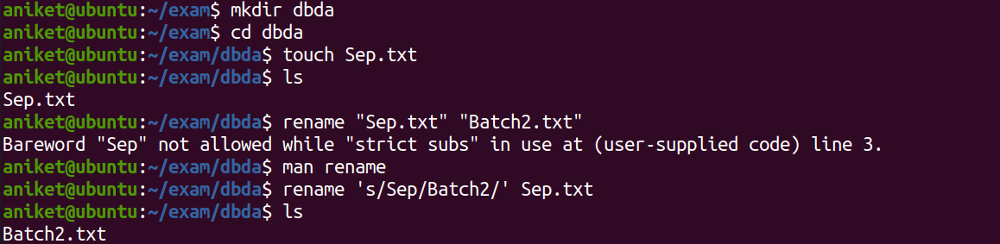 aniket@ubuntu:~/exam$ mkdir dbda
aniket@ubuntu:~/exam$ cd dbda
aniket@ubuntu:~/exam/dbda$ touch Sep.txt
aniket@ubuntu:~/exam/dbda$ ls
Sep.txt
aniket@ubuntu:~/exam/dbda$ rename "Sep.txt" "Batch2.txt"
Bareword "Sep" not allowed while "strict subs" in use at (user-supplied code) line 3.
aniket@ubuntu:~/exam/dbda$ man rename
aniket@ubuntu:~/exam/dbda$ rename 's/Sep/Batch2/' Sep.txt
aniket@ubuntu:~/exam/dbda$ ls
Batch2.txt